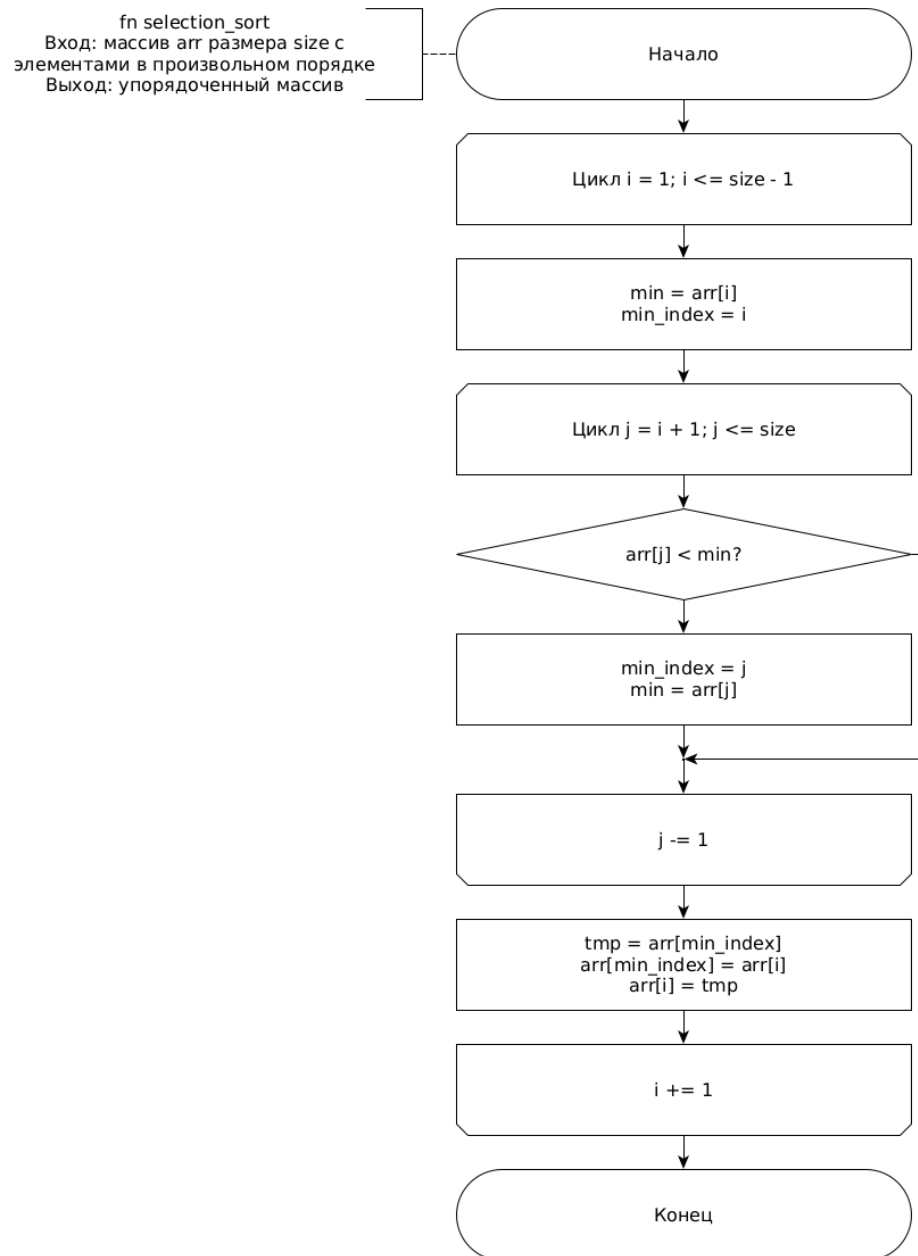 fn selection_sort
Вход: массив arr размера size с
элементами в произвольном порядке
Выход: упорядоченный массив
Начало
Цикл i = 1; i <= size - 1
min = arr[i]
min_index = i
Цикл j = i + 1; j <= size
arr[j] < min?
min_index = j
min = arr[j]
j -= 1
tmp = arr[min_index]
arr[min_index] = arr[i]
arr[i] = tmp
i += 1
Конец